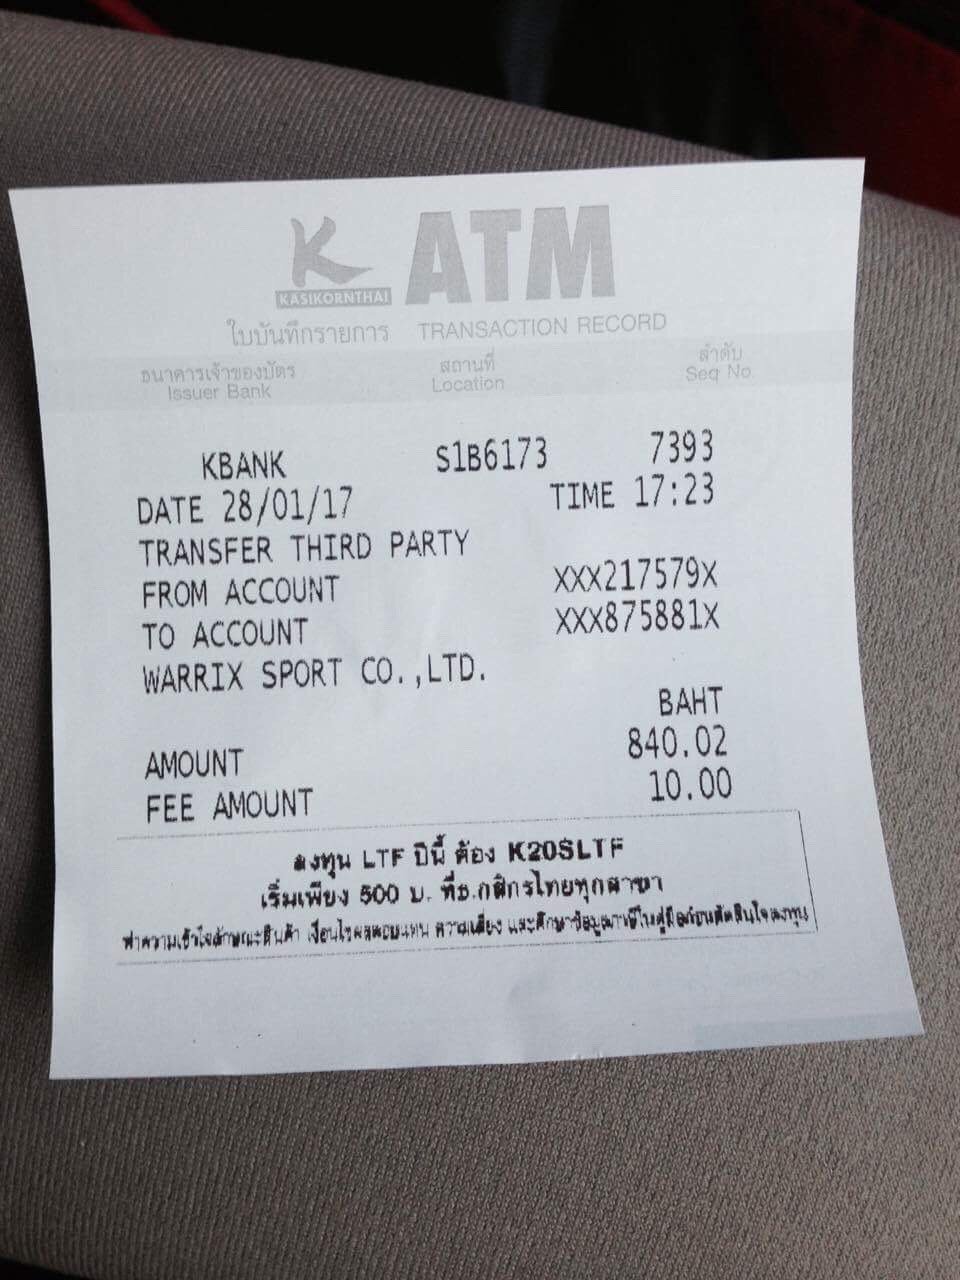 K ATM
KASIKORNTHAI
ใบบันทึกรายการ TRANSACTION RECORD
ธนาคารเจ้าของบัตร สถานที่ ลำดับ
Issuer Bank Location Seq No.
KBANK S1B6173 7393
DATE 28/01/17 TIME 17:23
TRANSFER THIRD PARTY
FROM ACCOUNT XXX217579X
TO ACCOUNT XXX875881X
WARRIX SPORT CO.,LTD.
BAHT
AMOUNT 840.02
FEE AMOUNT 10.00
ลงทุน LTF ปีนี้ ต้อง K20SLTF
เริ่มเพียง 500 บ. ที่ธ.กสิกรไทยทุกสาขา
ทำความเข้าใจลักษณะสินค้า เงื่อนไขผลตอบแทน ความเสี่ยง และศึกษาข้อมูลภาษีในคู่มือก่อนตัดสินใจลงทุน